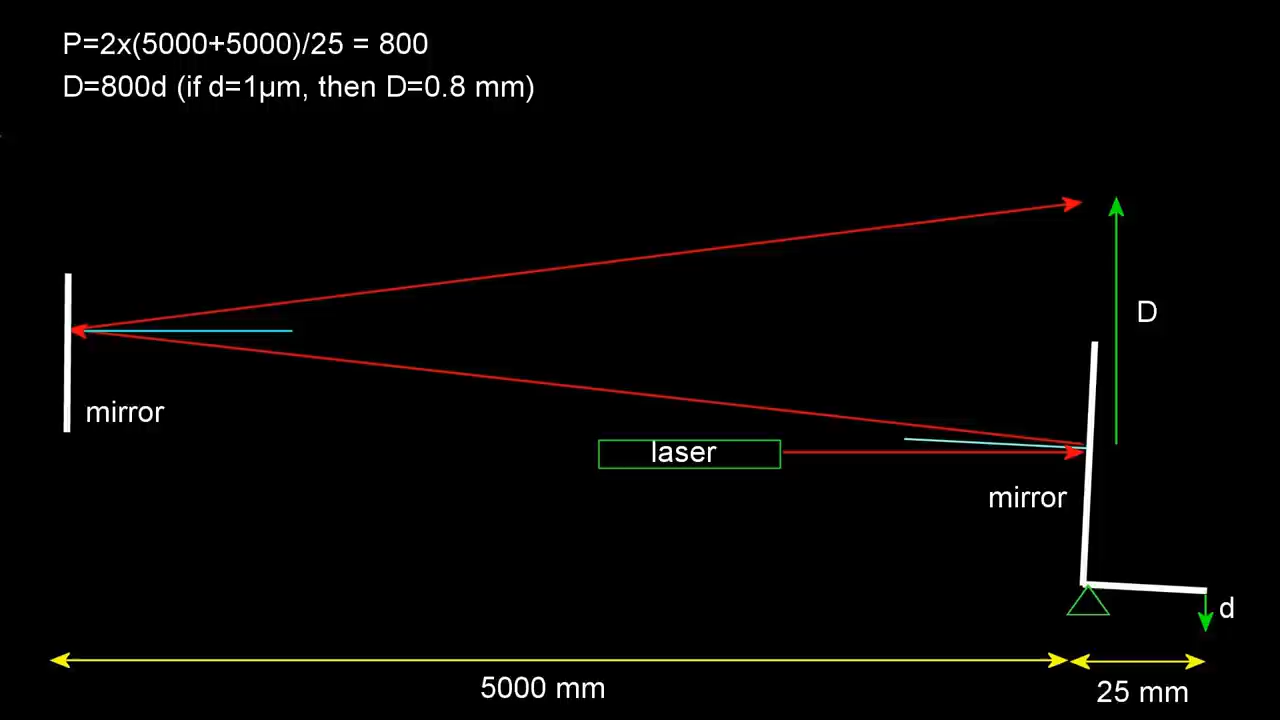 P=2x(5000+5000)/25 = 800
D=800d (if d=1µm, then D=0.8 mm)
D
mirror
laser
mirror
d
5000 mm
25 mm